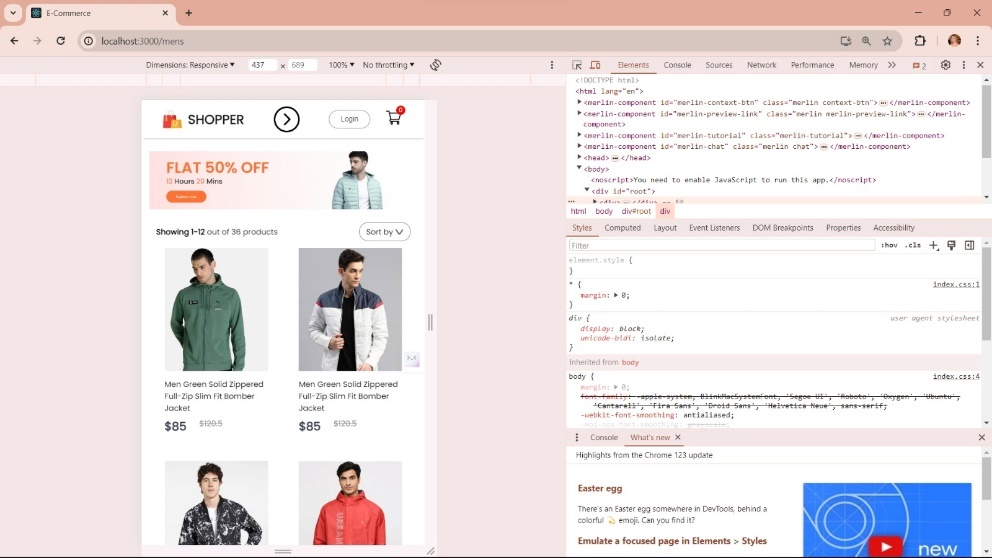 E-Commerce
localhost:3000/mens
Dimensions: Responsive 437 x 689 100% No throttling
Elements Console Sources Network Performance Memory 2
SHOPPER Login 0
FLAT 50% OFF
12 Hours 20 Mins
Showing 1-12 out of 36 products Sort by
Men Green Solid Zippered
Full-Zip Slim Fit Bomber
Jacket
$85 $120.5
Men Green Solid Zippered
Full-Zip Slim Fit Bomber
Jacket
$85 $120.5
<!DOCTYPE html>
<html lang="en">
<merlin-component id="merlin-context-btn" class="merlin context-btn"></merlin-component>
<merlin-component id="merlin-preview-link" class="merlin merlin-preview-link"></merlin-
component>
<merlin-component id="merlin-tutorial" class="merlin-tutorial"></merlin-component>
<merlin-component id="merlin-chat" class="merlin chat"></merlin-component>
<head></head>
<body>
<noscript>You need to enable JavaScript to run this app.</noscript>
<div id="root">
html body div#root div
Styles Computed Layout Event Listeners DOM Breakpoints Properties Accessibility
Filter :hov .cls
element.style {
}
* { index.css:1
margin: 0;
}
div { user agent stylesheet
display: block;
unicode-bidi: isolate;
}
Inherited from body
body { index.css:4
margin: 0;
font-family: -apple-system, BlinkMacSystemFont, 'Segoe UI', 'Roboto', 'Oxygen', 'Ubuntu',
'Cantarell', 'Fira Sans', 'Droid Sans', 'Helvetica Neue', sans-serif;
-webkit-font-smoothing: antialiased;
Console What's new
Highlights from the Chrome 123 update
Easter egg
There's an Easter egg somewhere in DevTools, behind a
colorful 💫 emoji. Can you find it?
Emulate a focused page in Elements > Styles
new